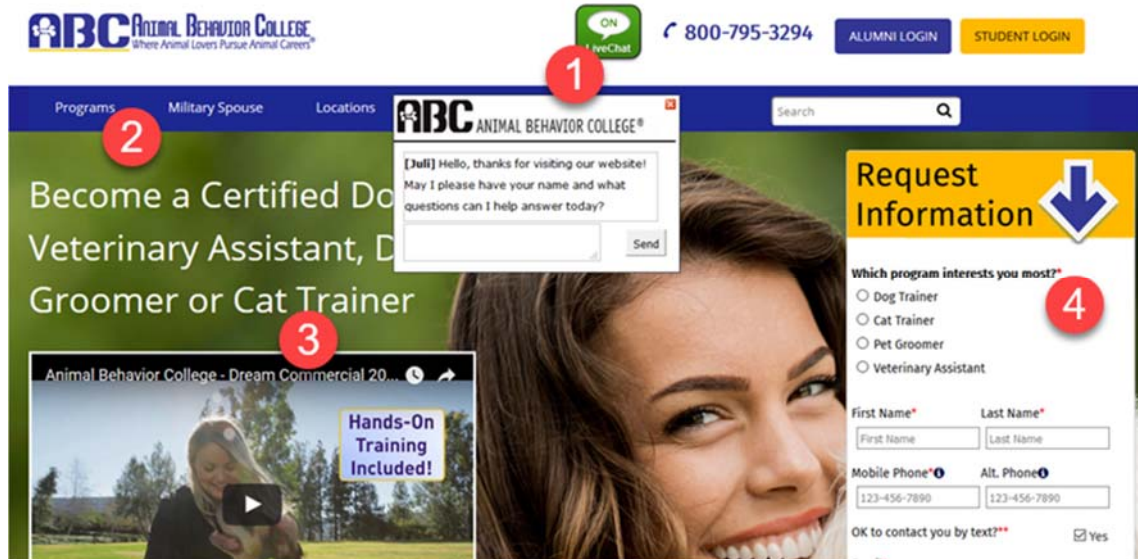 ABC ANIMAL BEHAVIOR COLLEGE®
Where Animal Lovers Pursue Animal Careers
ON
LiveChat
800-795-3294
ALUMNI LOGIN
STUDENT LOGIN
1
Programs
Military Spouse
Locations
Search
2
ABC ANIMAL BEHAVIOR COLLEGE®
[Juli] Hello, thanks for visiting our website!
May I please have your name and what
questions can I help answer today?
Send
Become a Certified Do
Veterinary Assistant, D
Groomer or Cat Trainer
3
Animal Behavior College - Dream Commercial 20...
Hands-On
Training
Included!
Request
Information
Which program interests you most?*
4
Dog Trainer
Cat Trainer
Pet Groomer
Veterinary Assistant
First Name* Last Name*
First Name Last Name
Mobile Phone* Alt. Phone
123-456-7890 123-456-7890
OK to contact you by text?** Yes